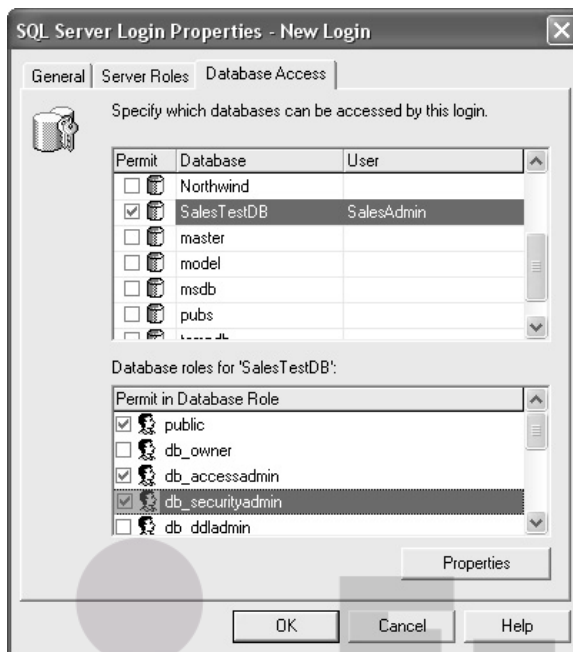 SQL Server Login Properties - New Login
General Server Roles Database Access
Specify which databases can be accessed by this login.
Permit Database User
Northwind
SalesTestDB SalesAdmin
master
model
msdb
pubs
Database roles for 'SalesTestDB':
Permit in Database Role
public
db_owner
db_accessadmin
db_securityadmin
db_ddladmin
Properties
OK Cancel Help